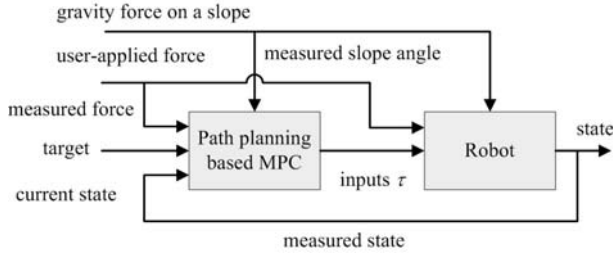 gravity force on a slope
user-applied force
measured slope angle
measured force
target
current state
Path planning
based MPC
inputs τ
Robot
state
measured state